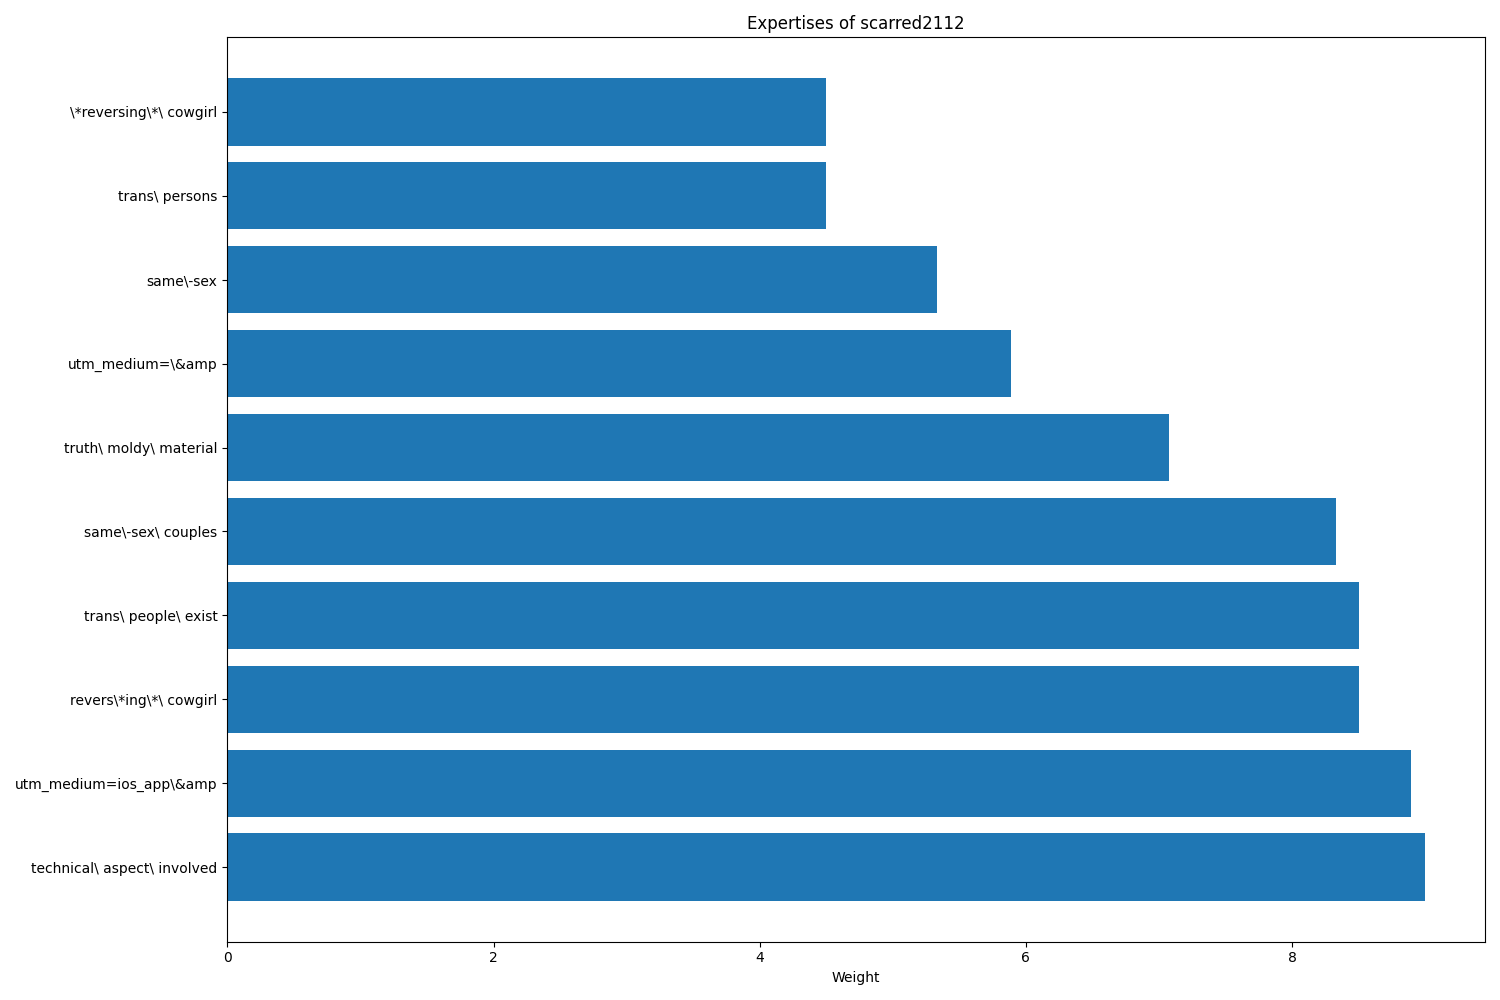 Expertises of scarred2112
\*reversing\*\ cowgirl
trans\ persons
same\-sex
utm_medium=\&amp
truth\ moldy\ material
same\-sex\ couples
trans\ people\ exist
revers\*ing\*\ cowgirl
utm_medium=ios_app\&amp
technical\ aspect\ involved
0 2 4 6 8
Weight